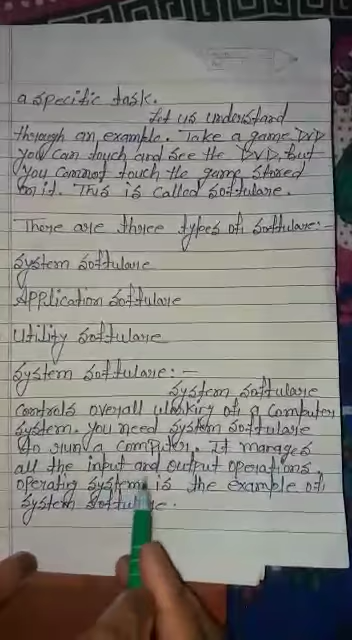 a specific task.
Let us understand
through an example. Take a game DVD
you can touch and see the DVD, but
you cannot touch the game stored
on it. This is called software.
There are three types of software:-
System software
Application software
Utility software
System software:-
System software
controls overall working of a computer
system. you need system software
to run a computer. It manages
all the input and output operations.
operating system is the example of
system software.